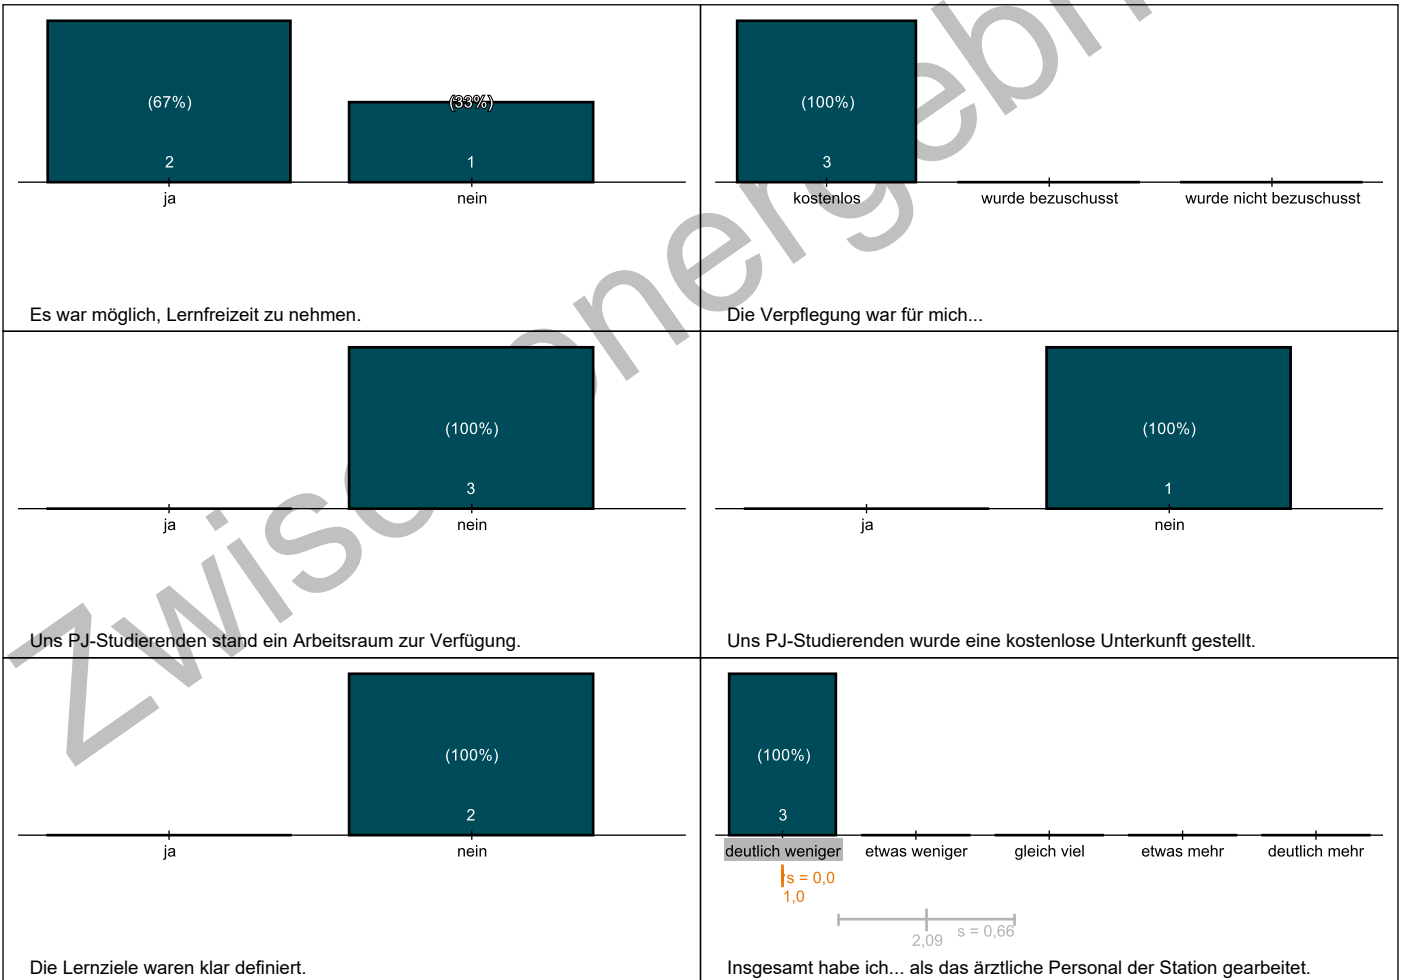 (67%)
(33%)
2
1
ja
nein
Es war möglich, Lernfreizeit zu nehmen.
(100%)
3
kostenlos
wurde bezuschusst
wurde nicht bezuschusst
Die Verpflegung war für mich...
(100%)
3
ja
nein
Uns PJ-Studierenden stand ein Arbeitsraum zur Verfügung.
(100%)
1
ja
nein
Uns PJ-Studierenden wurde eine kostenlose Unterkunft gestellt.
(100%)
2
ja
nein
Die Lernziele waren klar definiert.
(100%)
3
deutlich weniger
etwas weniger
gleich viel
etwas mehr
deutlich mehr
s = 0,0
1,0
s = 0,66
2,09
Insgesamt habe ich... als das ärztliche Personal der Station gearbeitet.